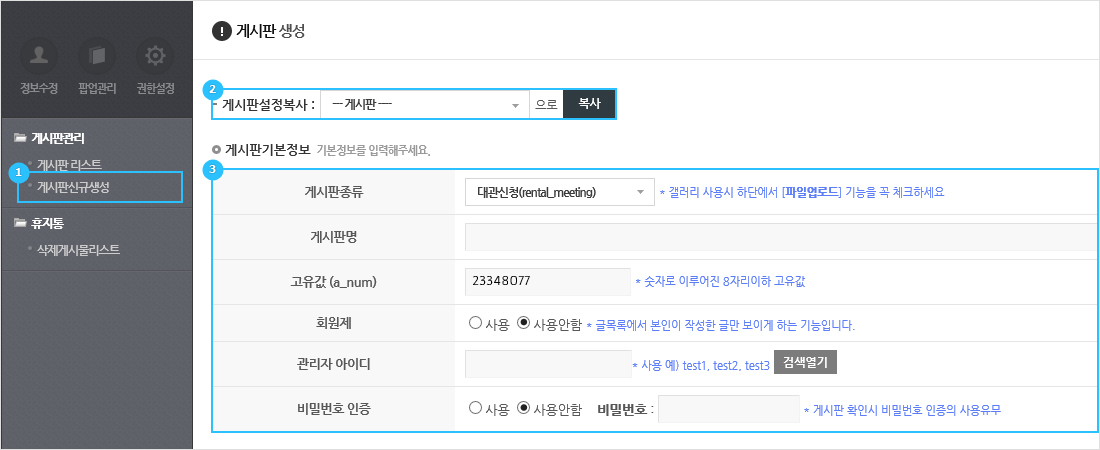 정보수정 팝업관리 권한설정
게시판관리
게시판 리스트
1
게시판신규생성
휴지통
삭제게시물리스트
! 게시판 생성
2
게시판설정복사 : -- 게시판 ---- 으로 복사
게시판기본정보 기본정보를 입력해주세요.
3
게시판종류 대관신청(rental_meeting) * 갤러리 사용시 하단에서 [파일업로드] 기능을 꼭 체크하세요
게시판명
고유값 (a_num) 23348077 * 숫자로 이루어진 8자리이하 고유값
회원제 사용 사용안함 * 글목록에서 본인이 작성한 글만 보이게 하는 기능입니다.
관리자 아이디 * 사용 예) test1, test2, test3 검색열기
비밀번호 인증 사용 사용안함 비밀번호 : * 게시판 확인시 비밀번호 인증의 사용유무